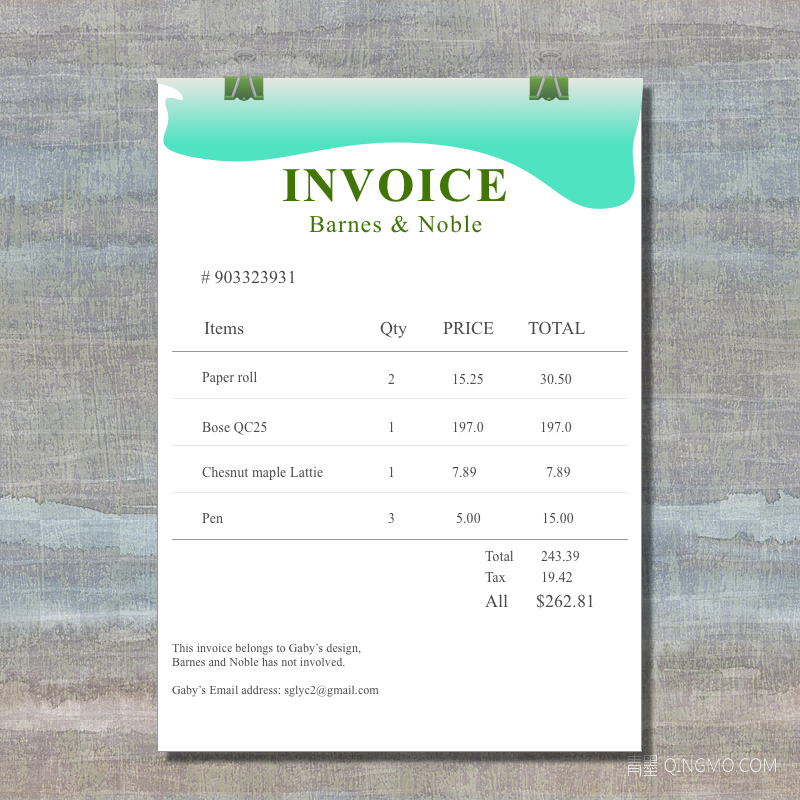 INVOICE
Barnes & Noble
# 903323931
Items Qty PRICE TOTAL
Paper roll 2 15.25 30.50
Bose QC25 1 197.0 197.0
Chesnut maple Lattie 1 7.89 7.89
Pen 3 5.00 15.00
Total 243.39
Tax 19.42
All $262.81
This invoice belongs to Gaby’s design,
Barnes and Noble has not involved.
Gaby’s Email address: sglyc2@gmail.com
青墨 QINGMO.COM